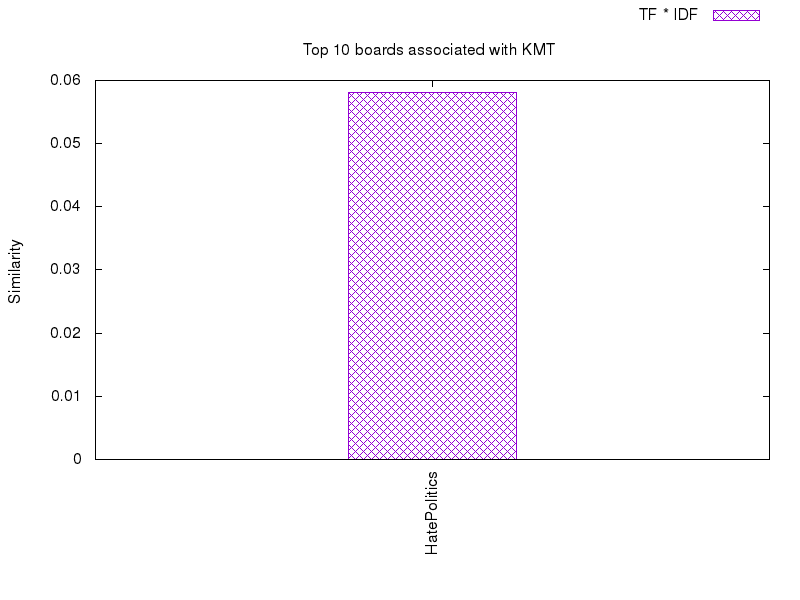 TF * IDF
Top 10 boards associated with KMT
0.06
0.05
0.04
0.03
0.02
0.01
0
Similarity
HatePolitics